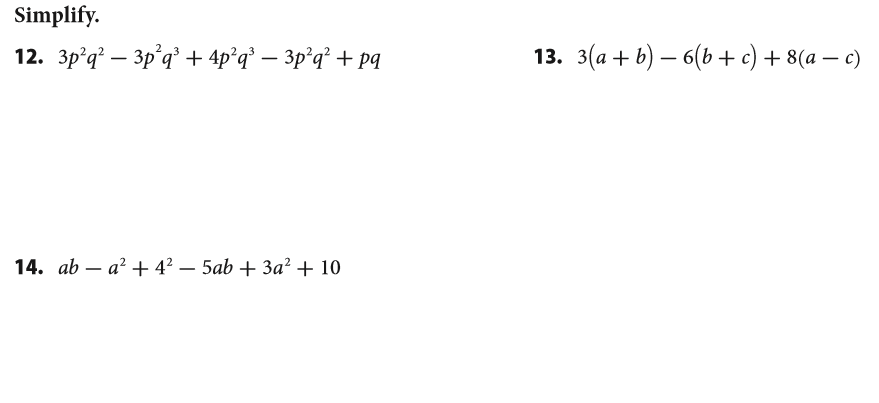 Simplify.
12. 3p²q² − 3p²q³ + 4p²q³ − 3p²q² + pq
13. 3(a + b) − 6(b + c) + 8(a − c)
14. ab − a² + 4² − 5ab + 3a² + 10